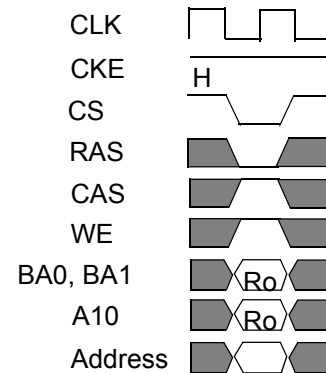 CLK
CKE
H
CS
RAS
CAS
WE
BA0, BA1
Ro
A10
Ro
Address